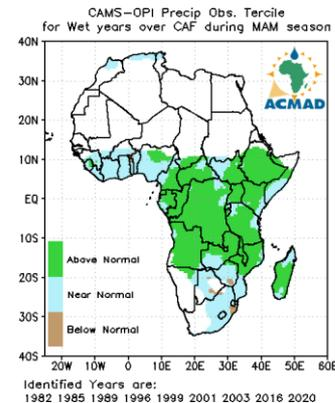 CAMS-OPI Precip Obs. Tercile
for Wet years over CAF during MAM season
40N
30N
20N
10N
EQ
10S
20S
30S
40S
ACMAD
Above Normal
Near Normal
Below Normal
20W 10W 0 10E 20E 30E 40E 50E 60E
Identified Years are:
1982 1985 1989 1996 1999 2001 2003 2016 2020